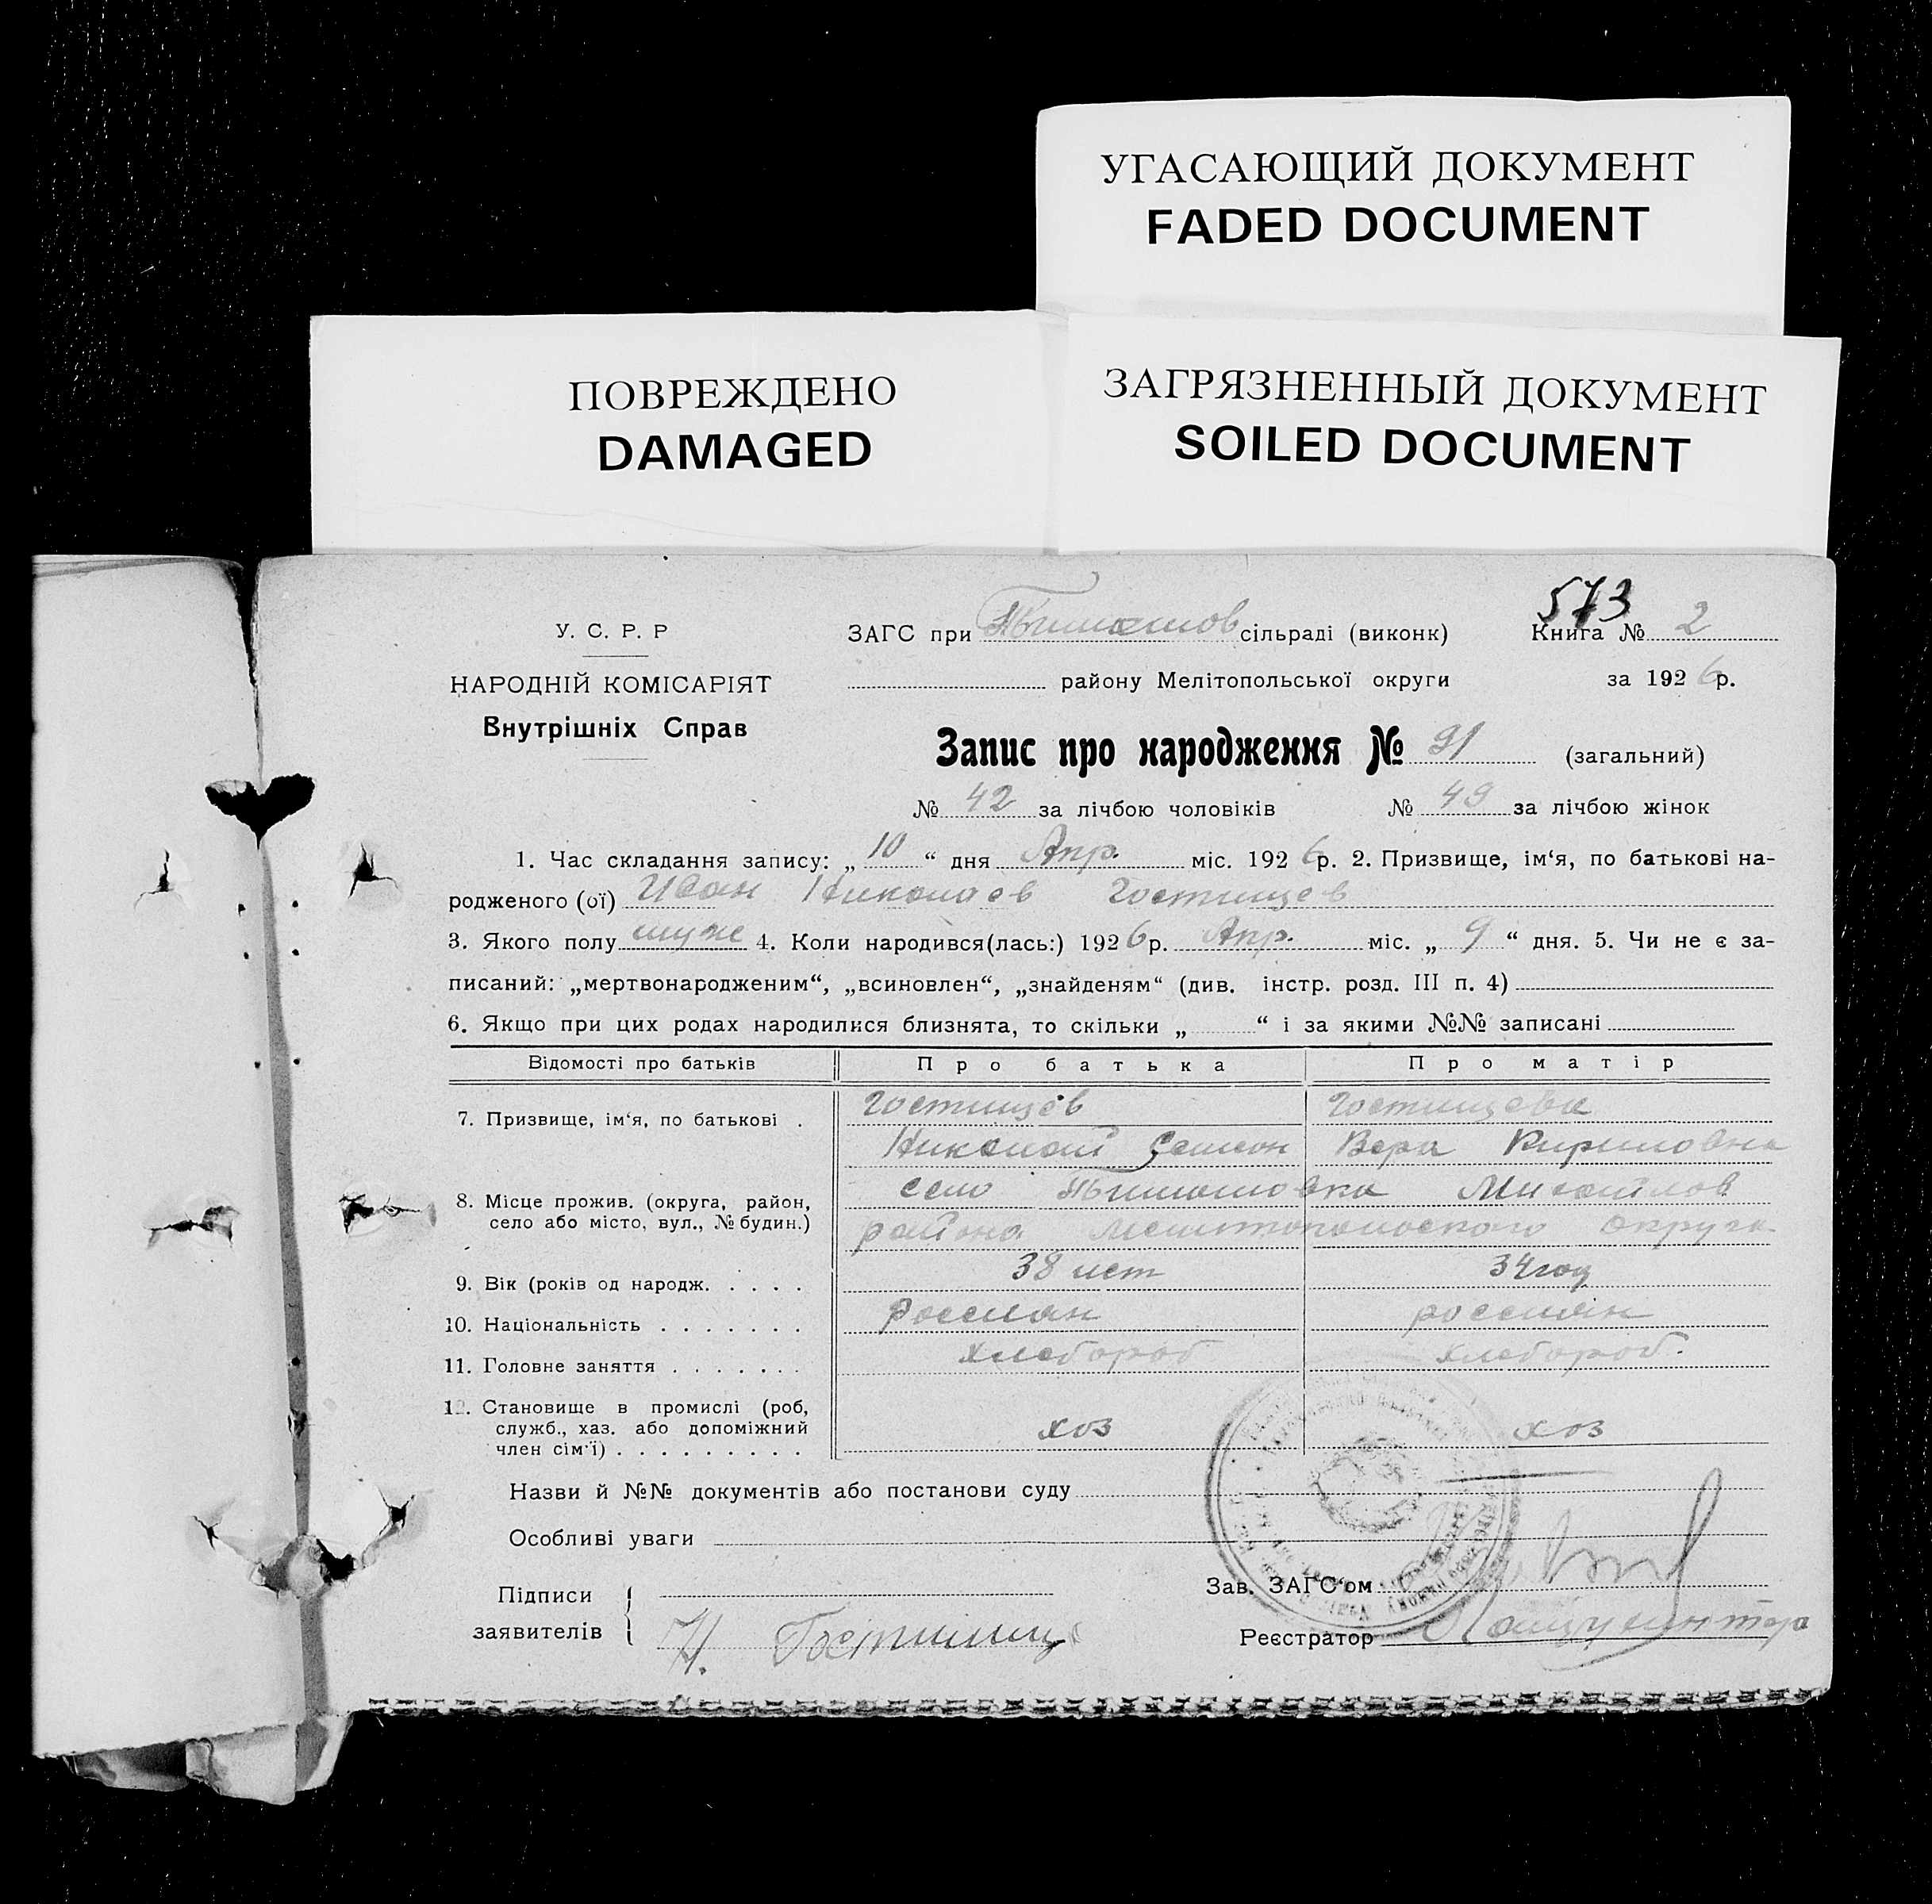 УГАСАЮЩИЙ ДОКУМЕНТ
FADED DOCUMENT
ПОВРЕЖДЕНО
DAMAGED
ЗАГРЯЗНЕННЫЙ ДОКУМЕНТ
SOILED DOCUMENT
573
У. С. Р. Р
ЗАГС при Тимошов сільраді (виконк)
Книга № 2
НАРОДНІЙ КОМІСАРІЯТ
району Мелітопольської округи
за 1926 р.
Внутрішніх Справ
Запис про народження № 91 (загальний)
№ 42 за лічбою чоловіків № 49 за лічбою жінок
1. Час складання запису: „ 10 “ дня Апр. міс. 1926 р. 2. Призвище, ім‘я, по батькові на-
родженого (ої) Иван Николаев Гостищев
3. Якого полу муже 4. Коли народився(лась:) 1926 р. Апр. міс. „ 9 “ дня. 5. Чи не є за-
писаний: „мертвонародженим“, „всиновлен“, „знайденям“ (див. інстр. розд. III п. 4)
6. Якщо при цих родах народилися близнята, то скільки „ “ і за якими №№ записані
Відомості про батьків Про батька Про матір
7. Призвище, ім‘я, по батькові . Гостищев Гостищева
Николай Семион Вера Кириловна
8. Місце прожив. (округа, район, село або місто, вул., № будин.) село Тимошовка Михайлов
района Мелитопольского округа
9. Вік (років од народж. . . . . 38 лет 34 год
10. Національність . . . . . . . россиян россиян
11. Головне заняття . . . . . . . хлебороб хлебороб.
12. Становище в промислі (роб,
служб., хаз. або допоміжний
член сім‘ї) . . . . . . . . . хоз хоз
Назви й №№ документів або постанови суду
Особливі уваги
Підписи
заявителів
Н. Гостищ
Зав. ЗАГС‘ом
Реєстратор